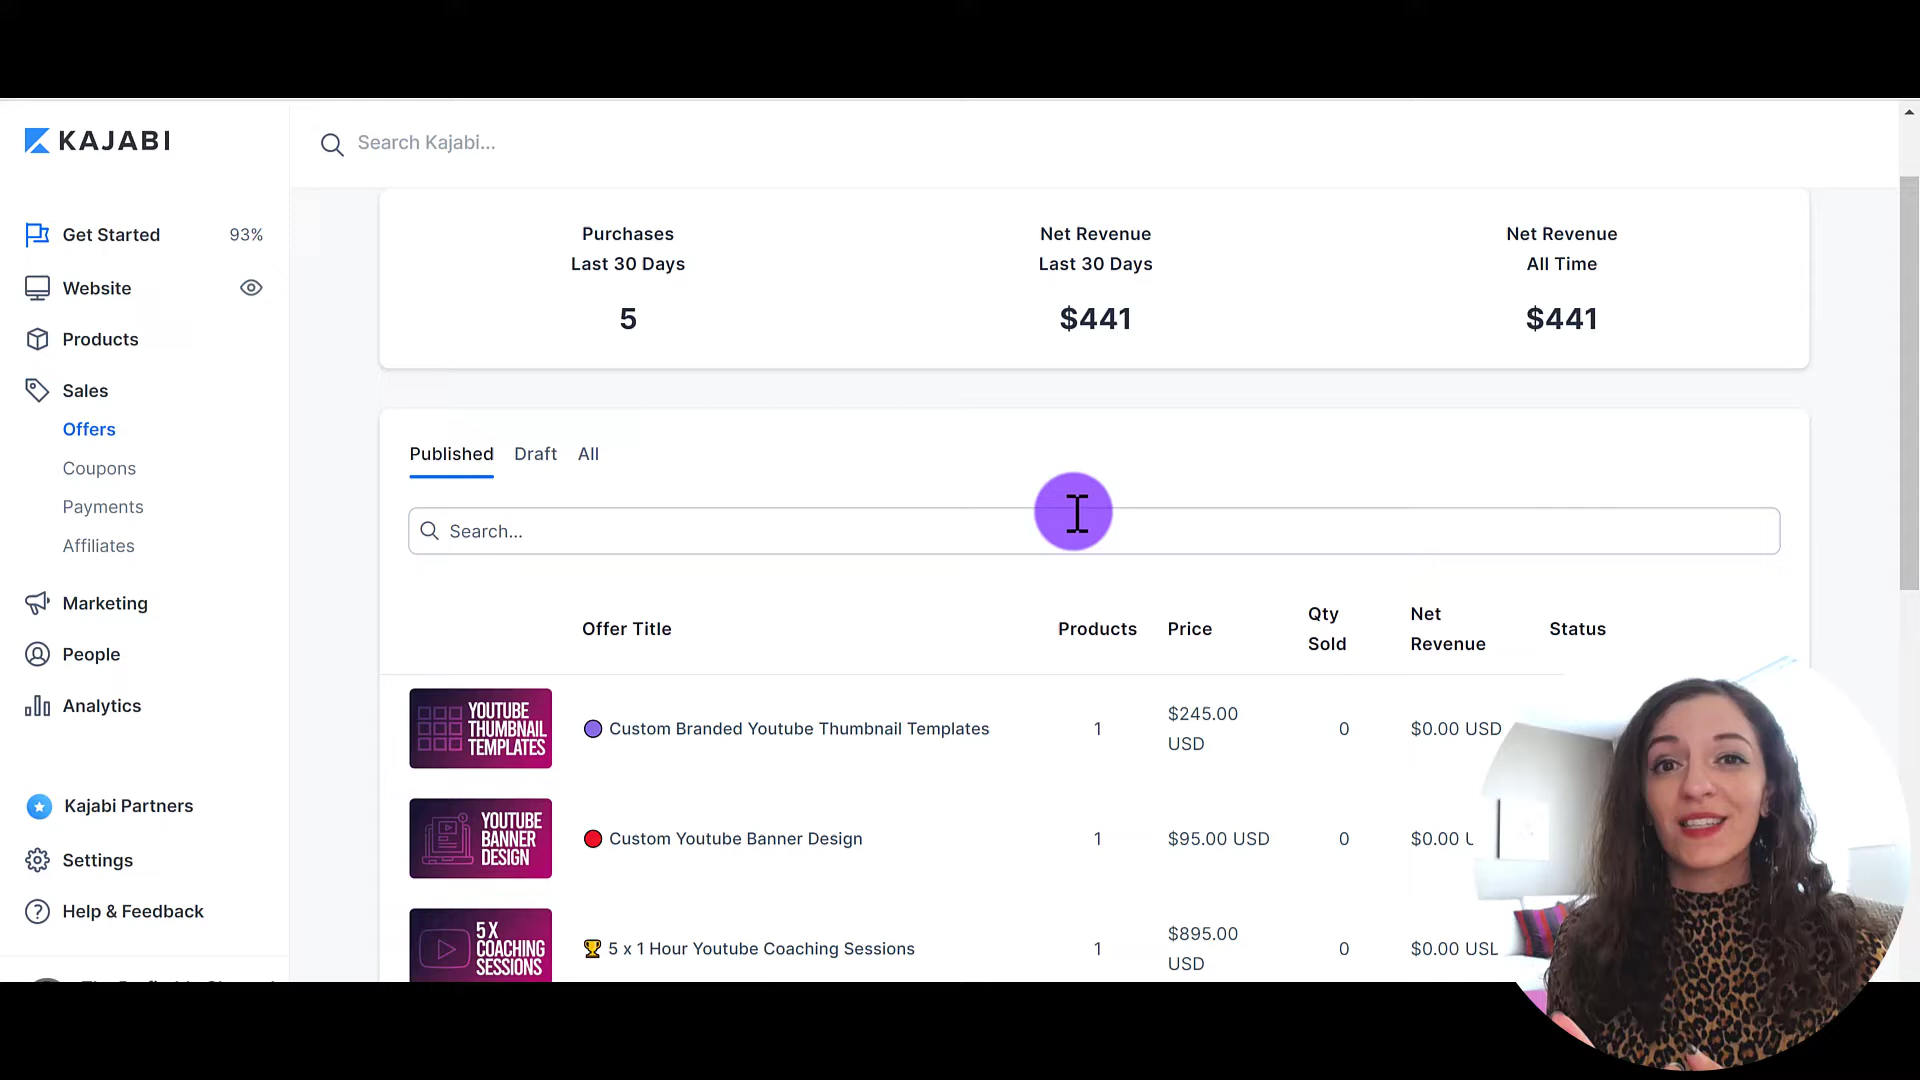 KAJABI
Search Kajabi...
Get Started 93%
Website
Products
Sales
Offers
Coupons
Payments
Affiliates
Marketing
People
Analytics
Kajabi Partners
Settings
Help & Feedback
Purchases
Last 30 Days
5
Net Revenue
Last 30 Days
$441
Net Revenue
All Time
$441
Published Draft All
Search...
Offer Title Products Price Qty Sold Net Revenue Status
YOUTUBE
THUMBNAIL
TEMPLATES
Custom Branded Youtube Thumbnail Templates 1 $245.00 USD 0 $0.00 USD
YOUTUBE
BANNER
DESIGN
Custom Youtube Banner Design 1 $95.00 USD 0 $0.00
5 X
COACHING
SESSIONS
5 x 1 Hour Youtube Coaching Sessions 1 $895.00 USD 0 $0.00